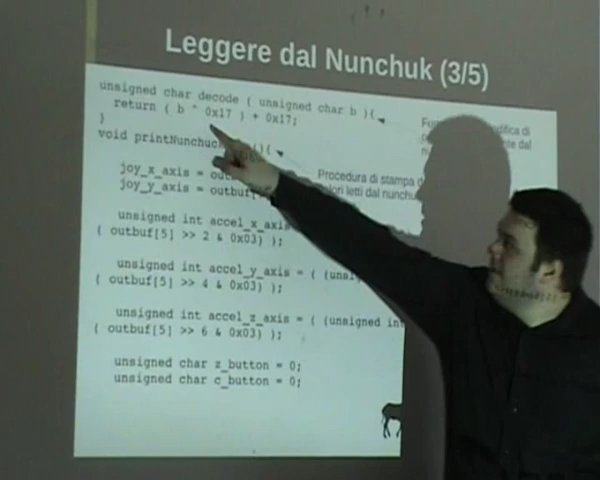 Leggere dal Nunchuk (3/5)
unsigned char decode ( unsigned char b ){
return ( b ^ 0x17 ) + 0x17;
}
void printNunchuc (){
Procedura di stampa
letti dal nunchu
joy_x_axis = out
joy_y_axis = outbuf
unsigned int accel_x_axis
( outbuf[5] >> 2 & 0x03) );
unsigned int accel_y_axis = ( (uns
( outbuf[5] >> 4 & 0x03) );
unsigned int accel_z_axis = ( (unsigned int
( outbuf[5] >> 6 & 0x03) );
unsigned char z_button = 0;
unsigned char c_button = 0;